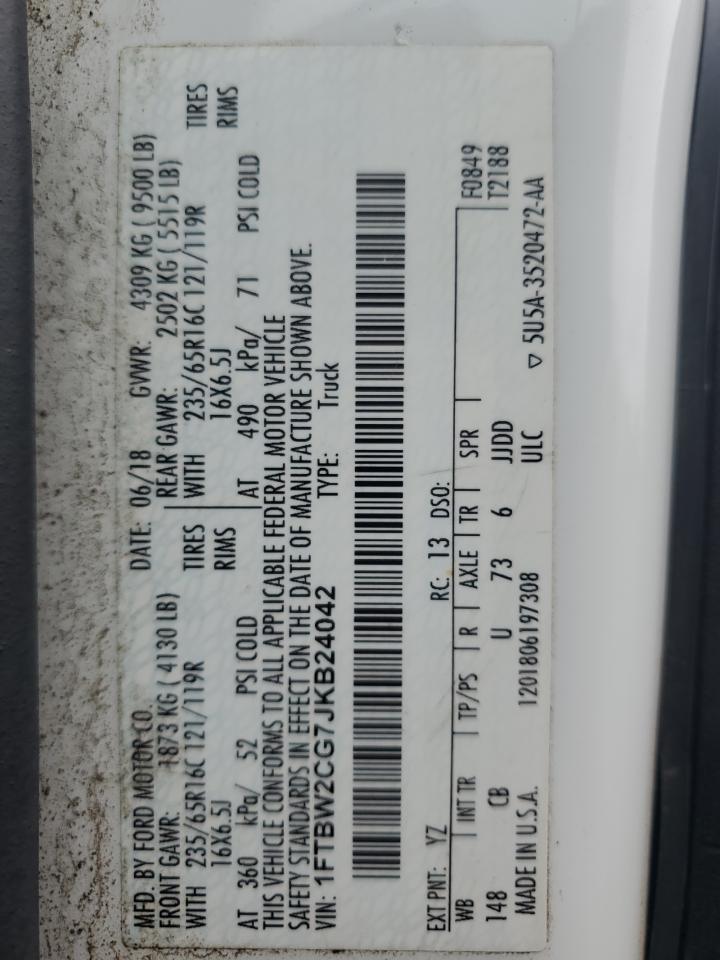 MFD. BY FORD MOTOR CO. DATE: 06/18 GVWR: 4309 KG ( 9500 LB)
FRONT GAWR: 1873 KG ( 4130 LB) REAR GAWR: 2502 KG ( 5515 LB)
WITH 235/65R16C 121/119R TIRES WITH 235/65R16C 121/119R TIRES
16X6.5J RIMS 16X6.5J RIMS
AT 360 kPa/ 52 PSI COLD AT 490 kPa/ 71 PSI COLD
THIS VEHICLE CONFORMS TO ALL APPLICABLE FEDERAL MOTOR VEHICLE
SAFETY STANDARDS IN EFFECT ON THE DATE OF MANUFACTURE SHOWN ABOVE.
VIN: 1FTBW2CG7JKB24042 TYPE: Truck
EXT PNT: YZ RC: 13 DSO:
WB INT TR TP/PS R AXLE TR SPR F0849
148 CB U 73 6 JJDD T2188
MADE IN U.S.A. 1201806197308 ULC ▽ 5U5A-3520472-AA